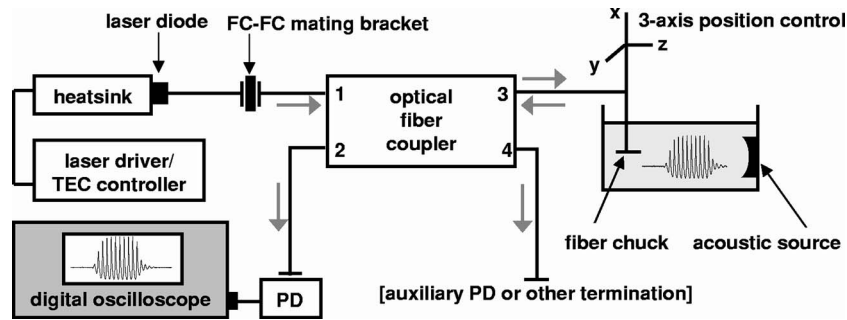 laser diode
FC-FC mating bracket
x
3-axis position control
y
z
heatsink
1
optical
fiber
coupler
3
2
4
laser driver/
TEC controller
fiber chuck
acoustic source
digital oscilloscope
PD
[auxiliary PD or other termination]